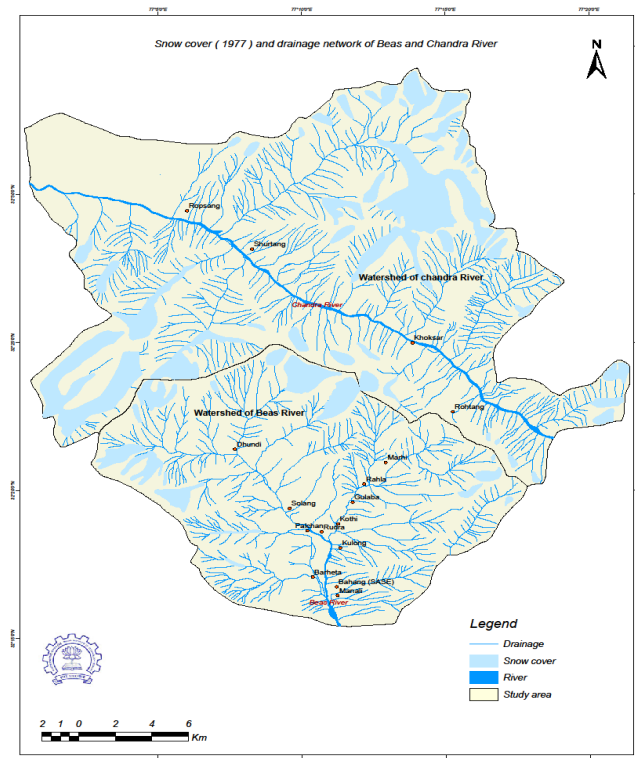 Snow cover ( 1977 ) and drainage network of Beas and Chandra River
N
Ropsang
Shurtang
Watershed of chandra River
Chandra River
Khoksar
Rohtang
Watershed of Beas River
Dhundi
Marhi
Rahla
Gulaba
Solang
Kothi
Palchan
Ruara
Kulong
Barheta
Bahang (SASE)
Manali
Beas River
Legend
Drainage
Snow cover
River
Study area
2 1 0 2 4 6
Km